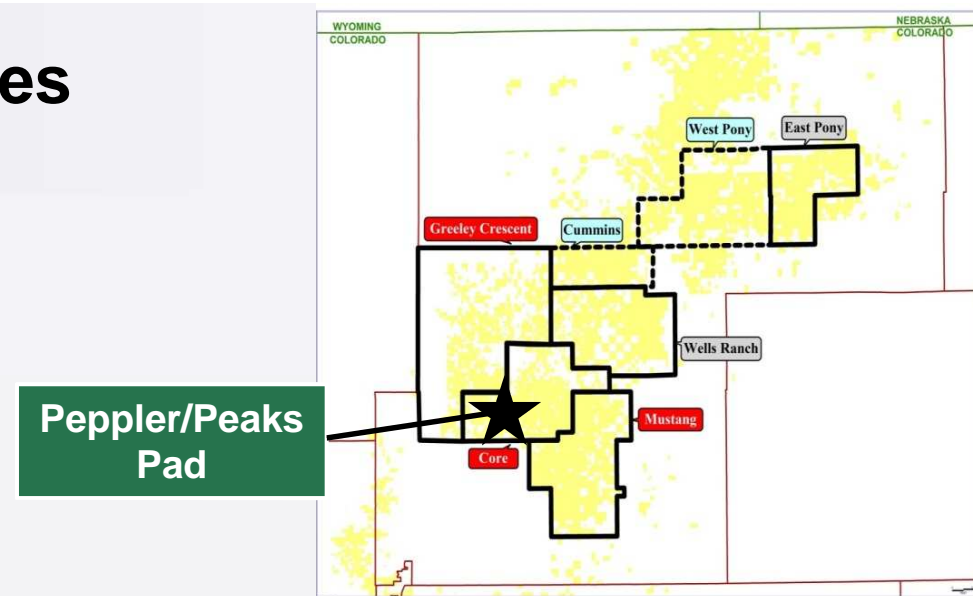 es
WYOMING
COLORADO
NEBRASKA
COLORADO
West Pony
East Pony
Greeley Crescent
Cummins
Wells Ranch
Peppler/Peaks
Pad
Mustang
Core